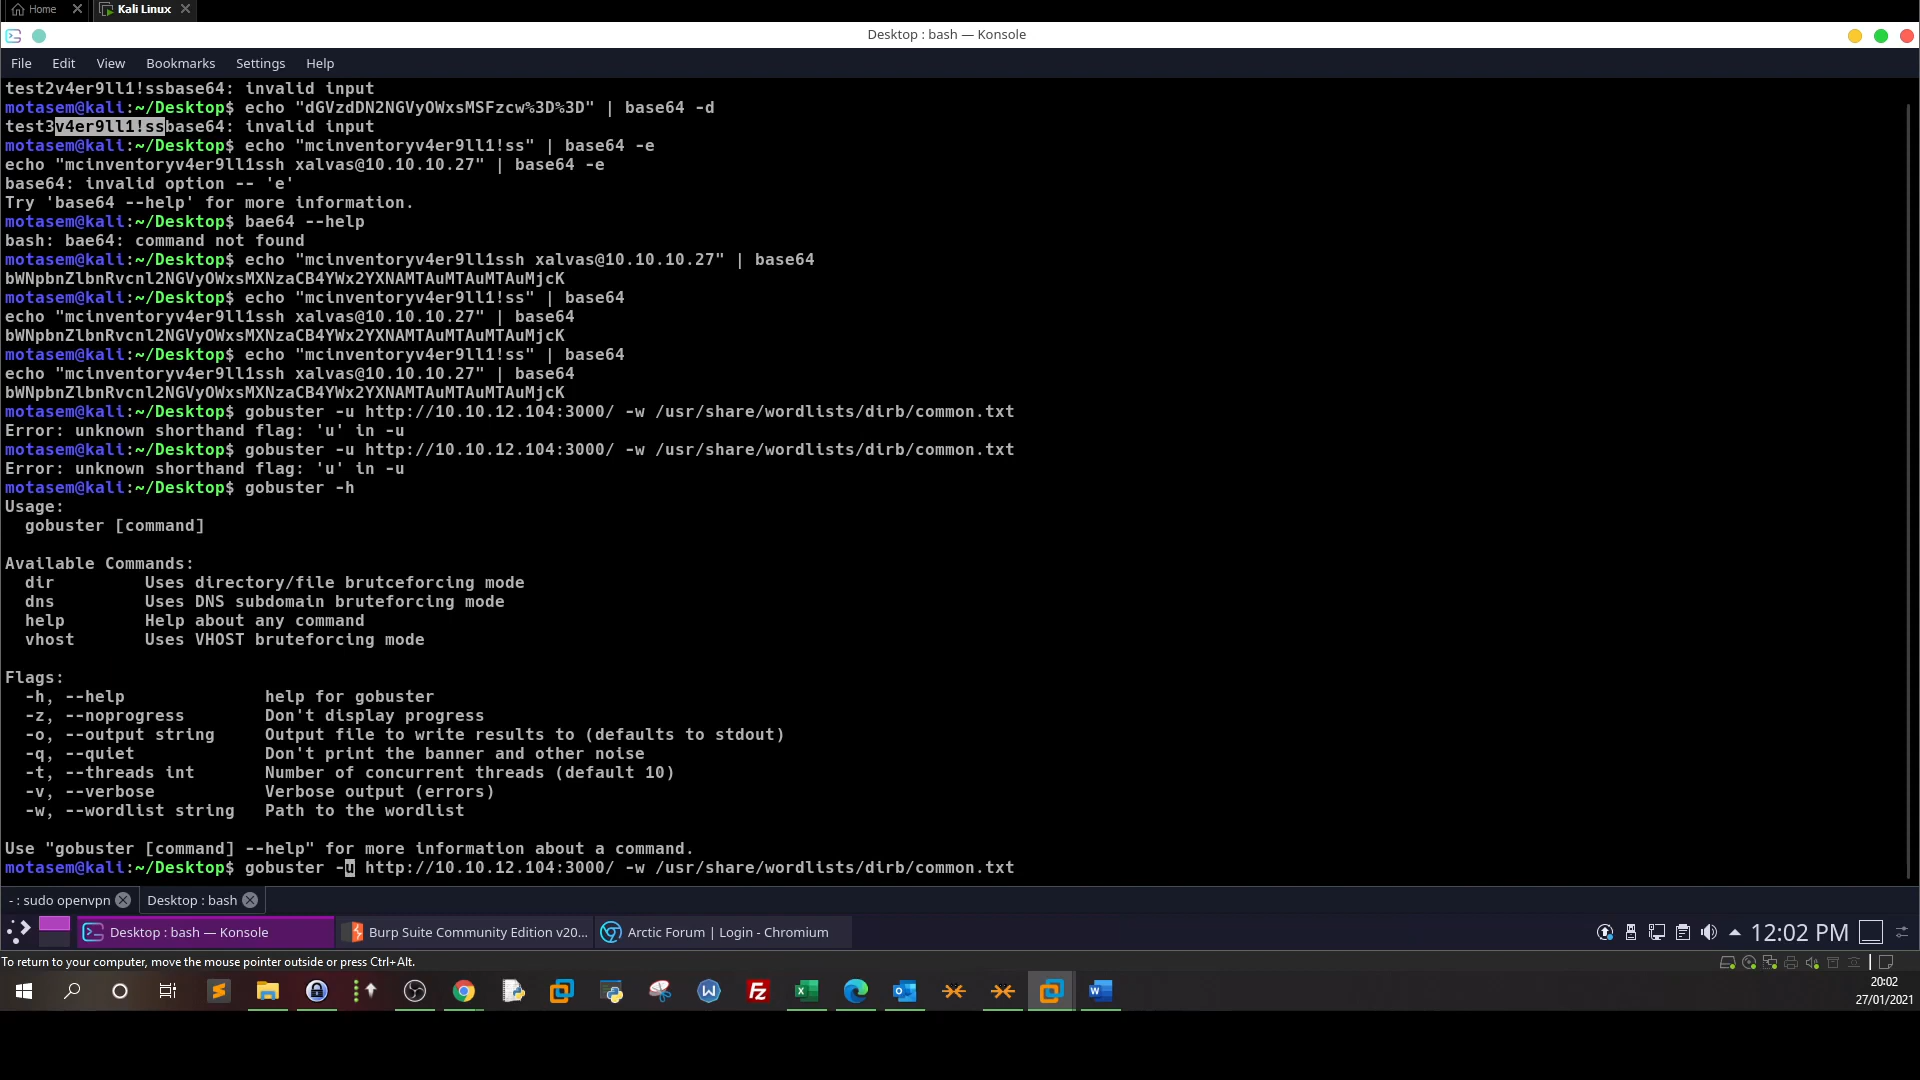 Home
Kali Linux
Desktop : bash — Konsole
File Edit View Bookmarks Settings Help
test2v4er9ll1!ssbase64: invalid input
motasem@kali:~/Desktop$ echo "dGVzdDN2NGVyOWxsMSFzcw%3D%3D" | base64 -d
test3v4er9ll1!ssbase64: invalid input
motasem@kali:~/Desktop$ echo "mcinventoryv4er9ll1!ss" | base64 -e
echo "mcinventoryv4er9ll1ssh xalvas@10.10.10.27" | base64 -e
base64: invalid option -- 'e'
Try 'base64 --help' for more information.
motasem@kali:~/Desktop$ bae64 --help
bash: bae64: command not found
motasem@kali:~/Desktop$ echo "mcinventoryv4er9ll1ssh xalvas@10.10.10.27" | base64
bWNpbnZlbnRvcnl2NGVyOWxsMXNzaCB4YWx2YXNAMTAuMTAuMTAuMjcK
motasem@kali:~/Desktop$ echo "mcinventoryv4er9ll1!ss" | base64
echo "mcinventoryv4er9ll1ssh xalvas@10.10.10.27" | base64
bWNpbnZlbnRvcnl2NGVyOWxsMXNzaCB4YWx2YXNAMTAuMTAuMTAuMjcK
motasem@kali:~/Desktop$ echo "mcinventoryv4er9ll1!ss" | base64
echo "mcinventoryv4er9ll1ssh xalvas@10.10.10.27" | base64
bWNpbnZlbnRvcnl2NGVyOWxsMXNzaCB4YWx2YXNAMTAuMTAuMTAuMjcK
motasem@kali:~/Desktop$ gobuster -u http://10.10.12.104:3000/ -w /usr/share/wordlists/dirb/common.txt
Error: unknown shorthand flag: 'u' in -u
motasem@kali:~/Desktop$ gobuster -u http://10.10.12.104:3000/ -w /usr/share/wordlists/dirb/common.txt
Error: unknown shorthand flag: 'u' in -u
motasem@kali:~/Desktop$ gobuster -h
Usage:
gobuster [command]
Available Commands:
dir Uses directory/file brutceforcing mode
dns Uses DNS subdomain bruteforcing mode
help Help about any command
vhost Uses VHOST bruteforcing mode
Flags:
-h, --help help for gobuster
-z, --noprogress Don't display progress
-o, --output string Output file to write results to (defaults to stdout)
-q, --quiet Don't print the banner and other noise
-t, --threads int Number of concurrent threads (default 10)
-v, --verbose Verbose output (errors)
-w, --wordlist string Path to the wordlist
Use "gobuster [command] --help" for more information about a command.
motasem@kali:~/Desktop$ gobuster -u http://10.10.12.104:3000/ -w /usr/share/wordlists/dirb/common.txt
- : sudo openvpn
Desktop : bash
Desktop : bash — Konsole
Burp Suite Community Edition v20...
Arctic Forum | Login - Chromium
12:02 PM
To return to your computer, move the mouse pointer outside or press Ctrl+Alt.
20:02
27/01/2021